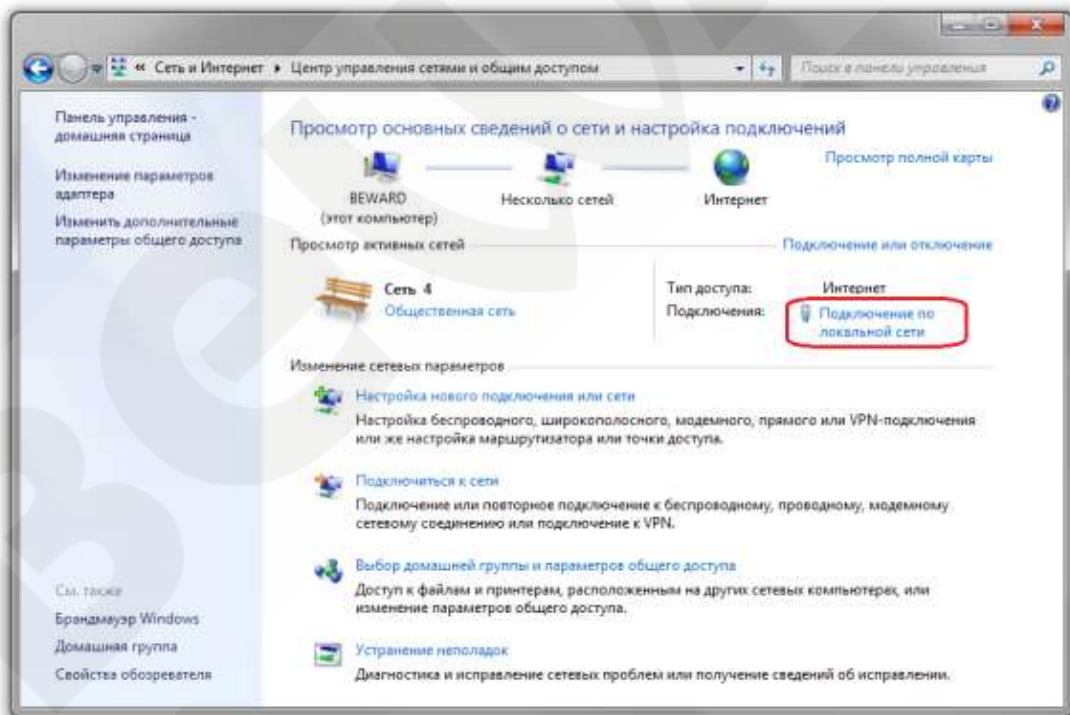 « Сеть и Интернет ▸ Центр управления сетями и общим доступом
Поиск в панели управления
Панель управления -
домашняя страница
Изменение параметров
адаптера
Изменить дополнительные
параметры общего доступа
См. также
Брандмауэр Windows
Домашняя группа
Свойства обозревателя
Просмотр основных сведений о сети и настройка подключений
Просмотр полной карты
BEWARD
(этот компьютер)
Несколько сетей
Интернет
Просмотр активных сетей
Подключение или отключение
Сеть 4
Общественная сеть
Тип доступа: Интернет
Подключения: Подключение по
локальной сети
Изменение сетевых параметров
Настройка нового подключения или сети
Настройка беспроводного, широкополосного, модемного, прямого или VPN-подключения
или же настройка маршрутизатора или точки доступа.
Подключиться к сети
Подключение или повторное подключение к беспроводному, проводному, модемному
сетевому соединению или подключение к VPN.
Выбор домашней группы и параметров общего доступа
Доступ к файлам и принтерам, расположенным на других сетевых компьютерах, или
изменение параметров общего доступа.
Устранение неполадок
Диагностика и исправление сетевых проблем или получение сведений об исправлении.